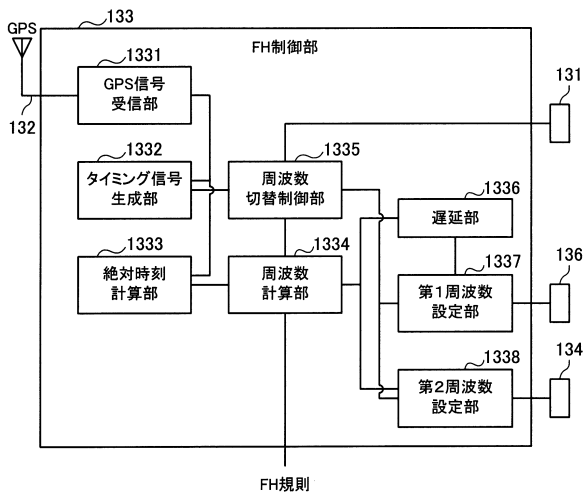 GPS
133
FH制御部
1331
GPS信号
受信部
132
131
1332
タイミング信号
生成部
1335
周波数
切替制御部
1336
遅延部
1333
絶対時刻
計算部
1334
周波数
計算部
1337
第1周波数
設定部
136
1338
第2周波数
設定部
134
FH規則